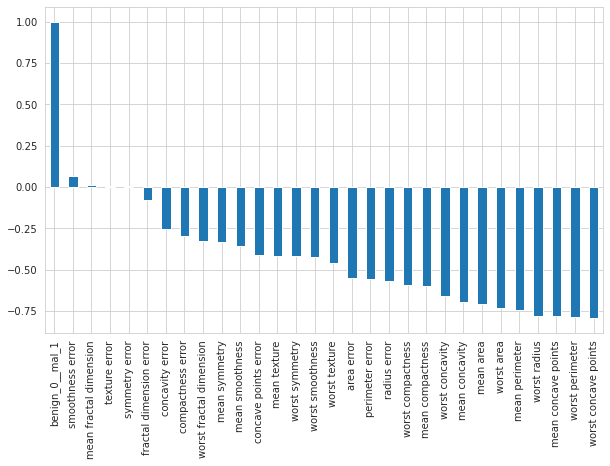 1.00
0.75
0.50
0.25
0.00
−0.25
−0.50
−0.75
benign_0__mal_1
smoothness error
mean fractal dimension
texture error
symmetry error
fractal dimension error
concavity error
compactness error
worst fractal dimension
mean symmetry
mean smoothness
concave points error
mean texture
worst symmetry
worst smoothness
worst texture
area error
perimeter error
radius error
worst compactness
mean compactness
worst concavity
mean concavity
mean area
worst area
mean perimeter
worst radius
mean concave points
worst perimeter
worst concave points